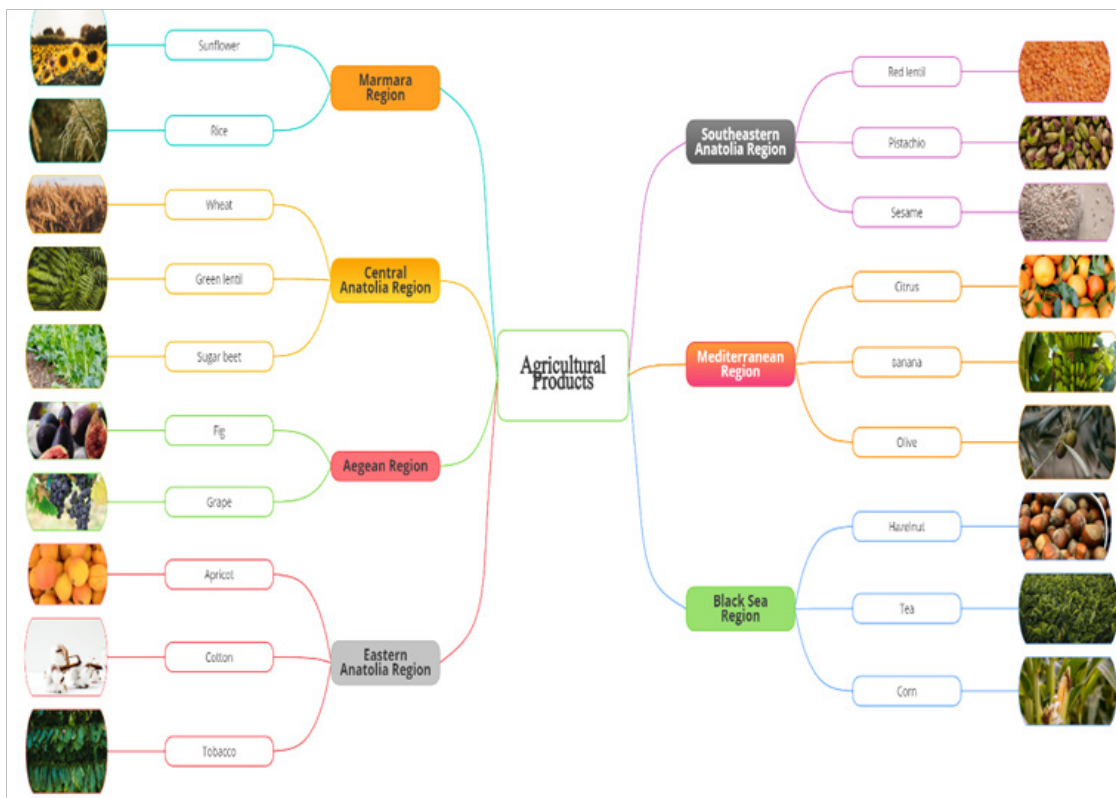 Sunflower
Marmara
Region
Rice
Wheat
Green lentil
Central
Anatolia Region
Sugar beet
Fig
Aegean Region
Grape
Apricot
Cotton
Eastern
Anatolia Region
Tobacco
Agricultural
Products
Red lentil
Southeastern
Anatolia Region
Pistachio
Sesame
Citrus
Mediterranean
Region
banana
Olive
Hazelnut
Black Sea
Region
Tea
Corn